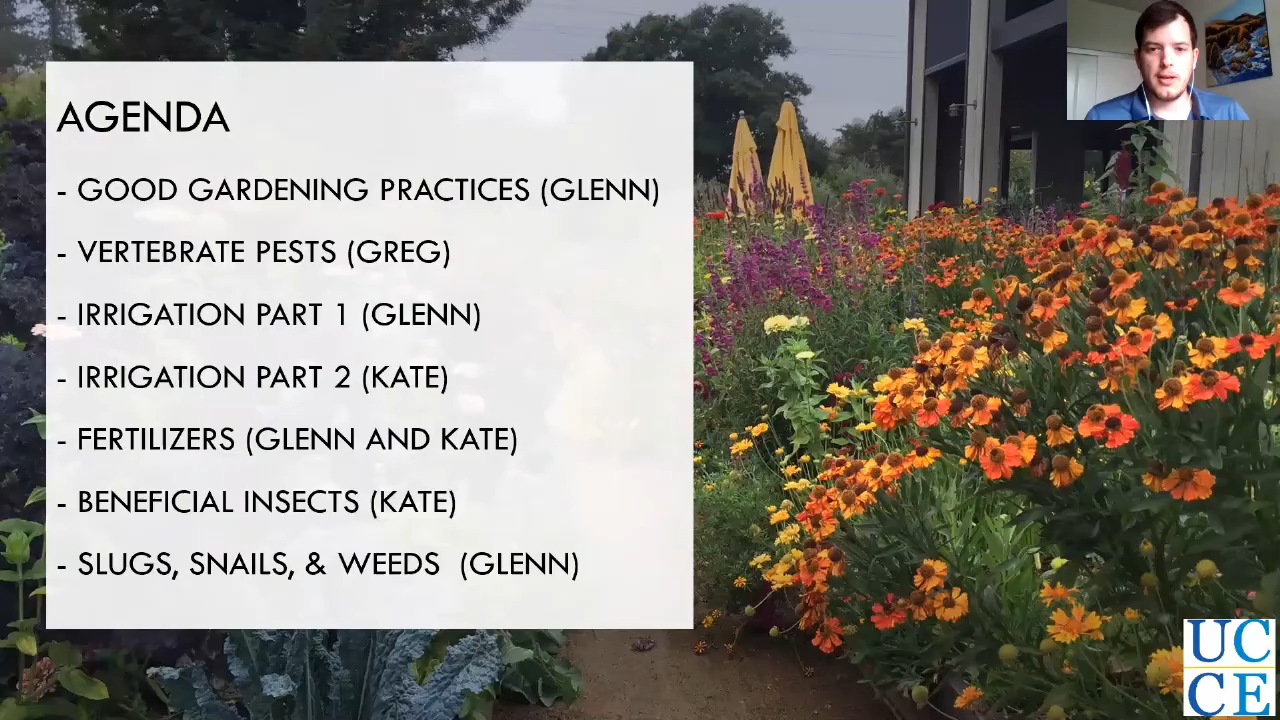 AGENDA
- GOOD GARDENING PRACTICES (GLENN)
- VERTEBRATE PESTS (GREG)
- IRRIGATION PART 1 (GLENN)
- IRRIGATION PART 2 (KATE)
- FERTILIZERS (GLENN AND KATE)
- BENEFICIAL INSECTS (KATE)
- SLUGS, SNAILS, & WEEDS (GLENN)
UC
CE